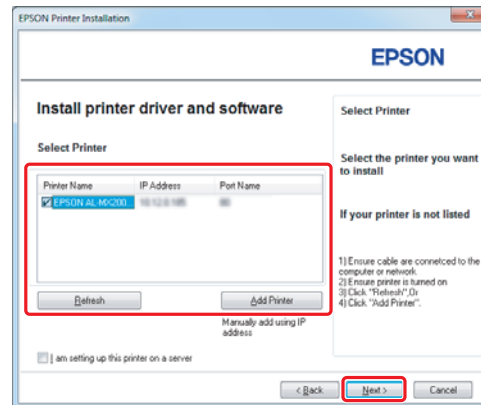 EPSON Printer Installation
EPSON
Install printer driver and software
Select Printer
Printer Name IP Address Port Name
EPSON AL-MX200...
Refresh Add Printer
Manually add using IP
address
I am setting up this printer on a server
Select Printer
Select the printer you want
to install
If your printer is not listed
1) Ensure cable are connetced to the
computer or network.
2) Ensure printer is turned on
3) Click "Refresh",Or
4) Click "Add Printer".
< Back Next > Cancel